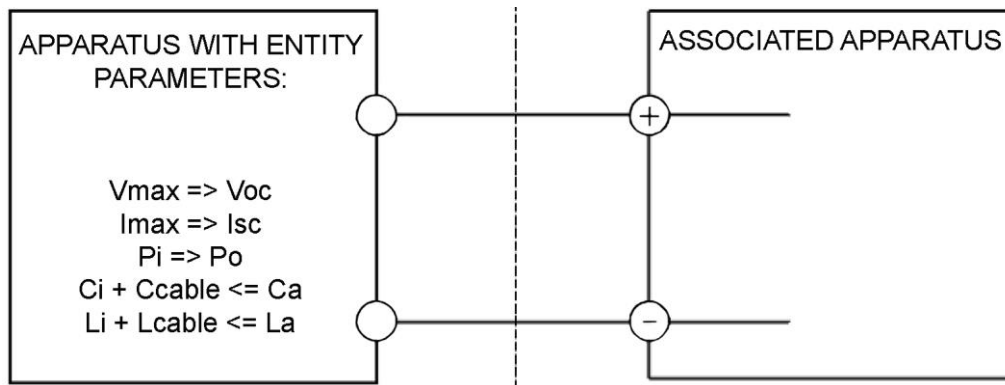 APPARATUS WITH ENTITY
PARAMETERS:
Vmax => Voc
Imax => Isc
Pi => Po
Ci + Ccable <= Ca
Li + Lcable <= La
ASSOCIATED APPARATUS
+
−